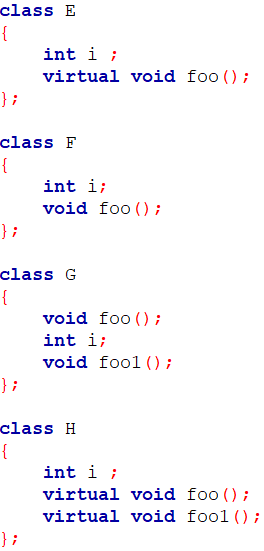 class E
{
    int i ;
    virtual void foo();
};

class F
{
    int i;
    void foo();
};

class G
{
    void foo();
    int i;
    void foo1();
};

class H
{
    int i ;
    virtual void foo();
    virtual void foo1();
};